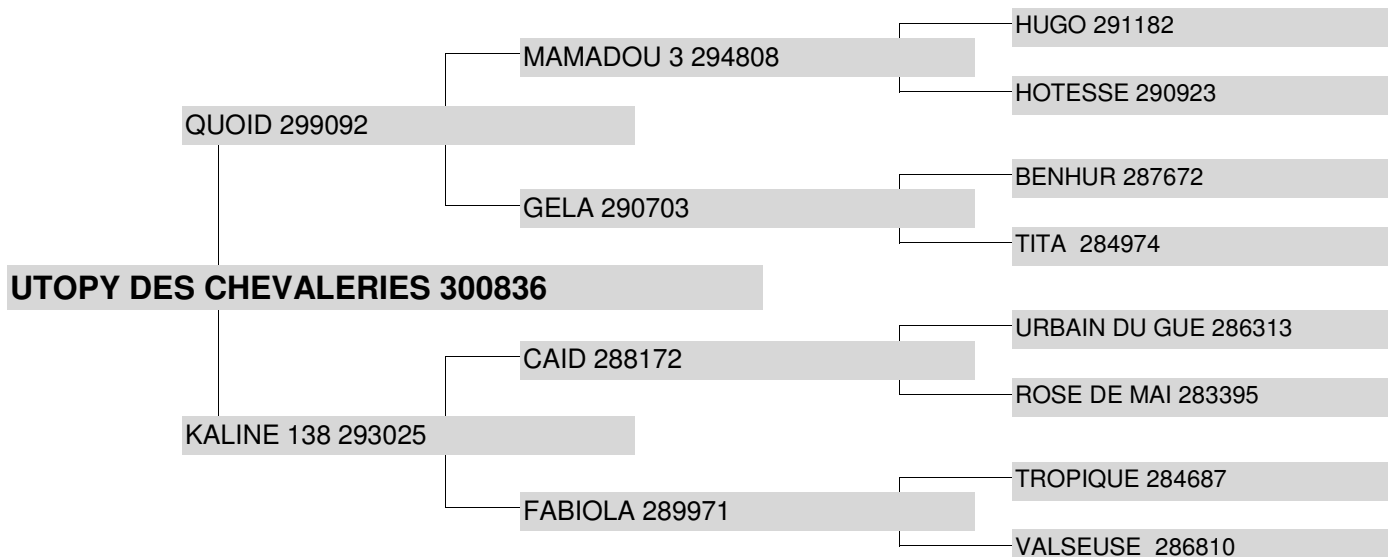 HUGO 291182
MAMADOU 3 294808
HOTESSE 290923
QUOID 299092
BENHUR 287672
GELA 290703
TITA 284974
UTOPY DES CHEVALERIES 300836
URBAIN DU GUE 286313
CAID 288172
ROSE DE MAI 283395
KALINE 138 293025
TROPIQUE 284687
FABIOLA 289971
VALSEUSE 286810